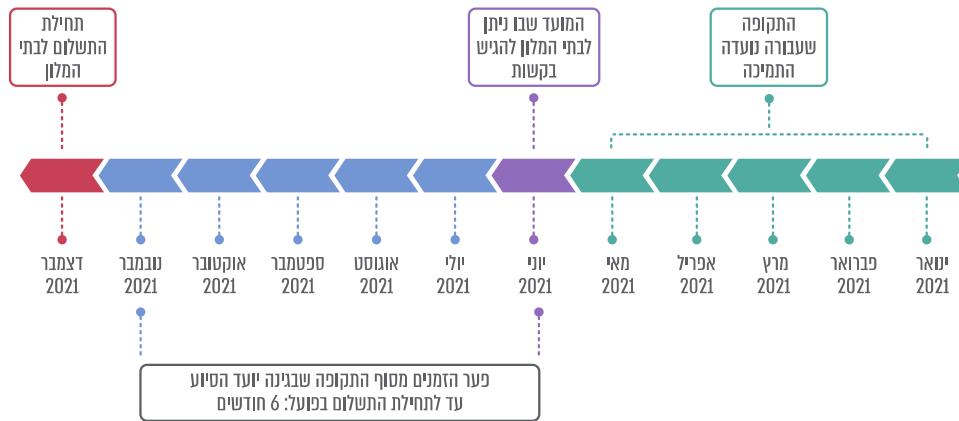 התקופה
שעבורה נועדה
התמיכה
המועד שבו ניתן
לבתי המלון להגיש
בקשות
תחילת
התשלום לבתי
המלון
ינואר
2021
פברואר
2021
מרץ
2021
אפריל
2021
מאי
2021
יוני
2021
יולי
2021
אוגוסט
2021
ספטמבר
2021
אוקטובר
2021
נובמבר
2021
דצמבר
2021
פער הזמנים מסוף התקופה שבגינה יועד הסיוע
עד לתחילת התשלום בפועל: 6 חודשים